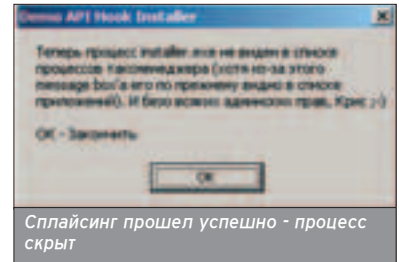 Demo API Hook Installer
Теперь процесс installer.exe не виден в списке
процессов таскменеджера (хотя из-за этого
message box'а его по прежнему видно в списке
приложений). И безо всяких админских прав, Крис ;-)
OK - Закончить
OK
Сплайсинг прошел успешно - процесс
скрыт